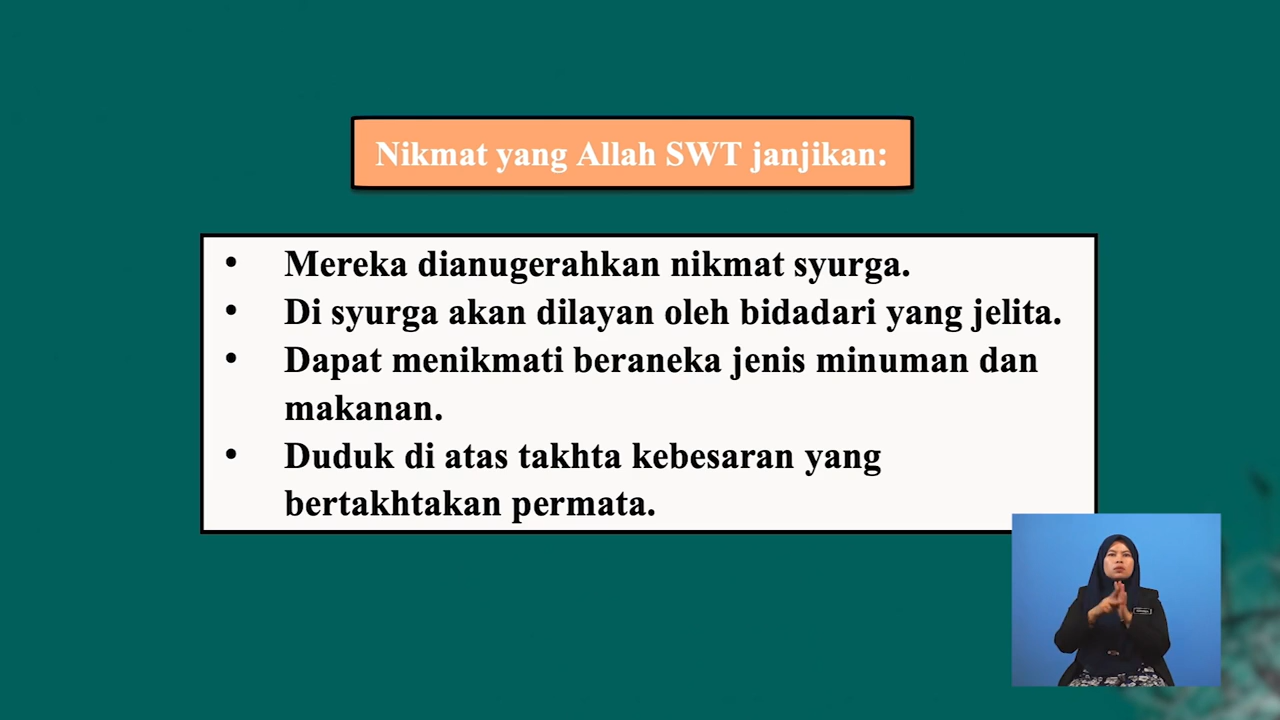 Nikmat yang Allah SWT janjikan:
• Mereka dianugerahkan nikmat syurga.
• Di syurga akan dilayan oleh bidadari yang jelita.
• Dapat menikmati beraneka jenis minuman dan
makanan.
• Duduk di atas takhta kebesaran yang
bertakhtakan permata.